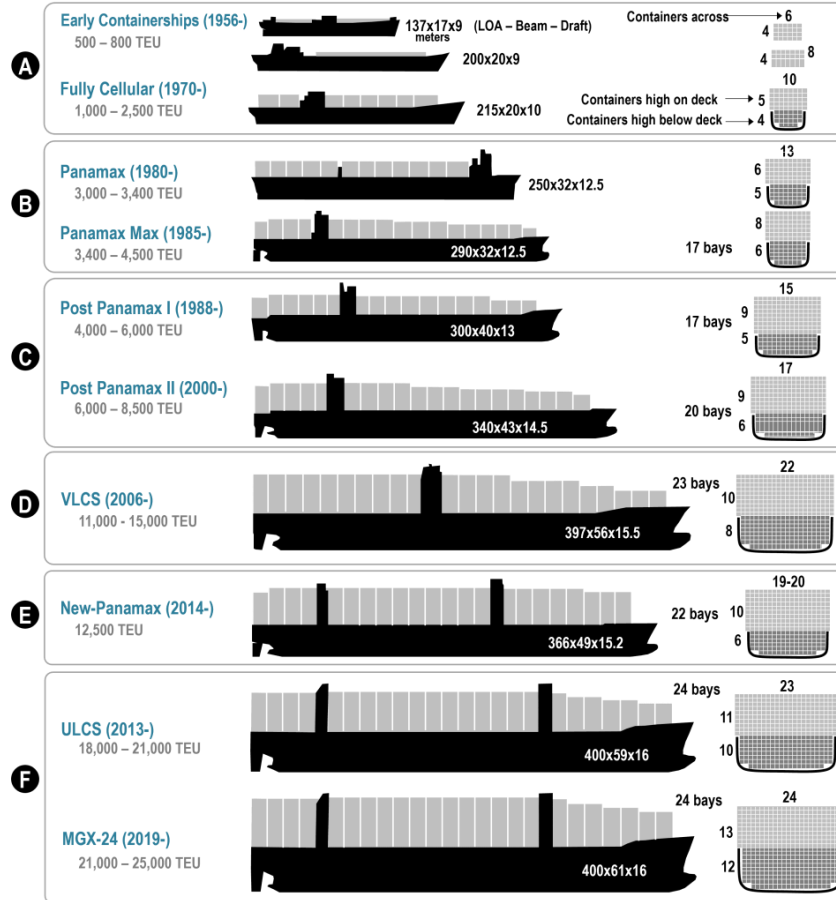 Early Containerships (1956-)
500 – 800 TEU
137x17x9 (LOA – Beam – Draft)
meters
200x20x9
Containers across 6
4
4 8
A
Fully Cellular (1970-)
1,000 – 2,500 TEU
215x20x10
10
Containers high on deck 5
Containers high below deck 4
B
Panamax (1980-)
3,000 – 3,400 TEU
250x32x12.5
13
6
5
Panamax Max (1985-)
3,400 – 4,500 TEU
290x32x12.5
17 bays
8
6
C
Post Panamax I (1988-)
4,000 – 6,000 TEU
300x40x13
17 bays
15
9
5
Post Panamax II (2000-)
6,000 – 8,500 TEU
340x43x14.5
20 bays
17
9
6
D
VLCS (2006-)
11,000 - 15,000 TEU
397x56x15.5
23 bays
22
10
8
E
New-Panamax (2014-)
12,500 TEU
366x49x15.2
22 bays
19-20
10
6
F
ULCS (2013-)
18,000 – 21,000 TEU
400x59x16
24 bays
23
11
10
MGX-24 (2019-)
21,000 – 25,000 TEU
400x61x16
24 bays
24
13
12